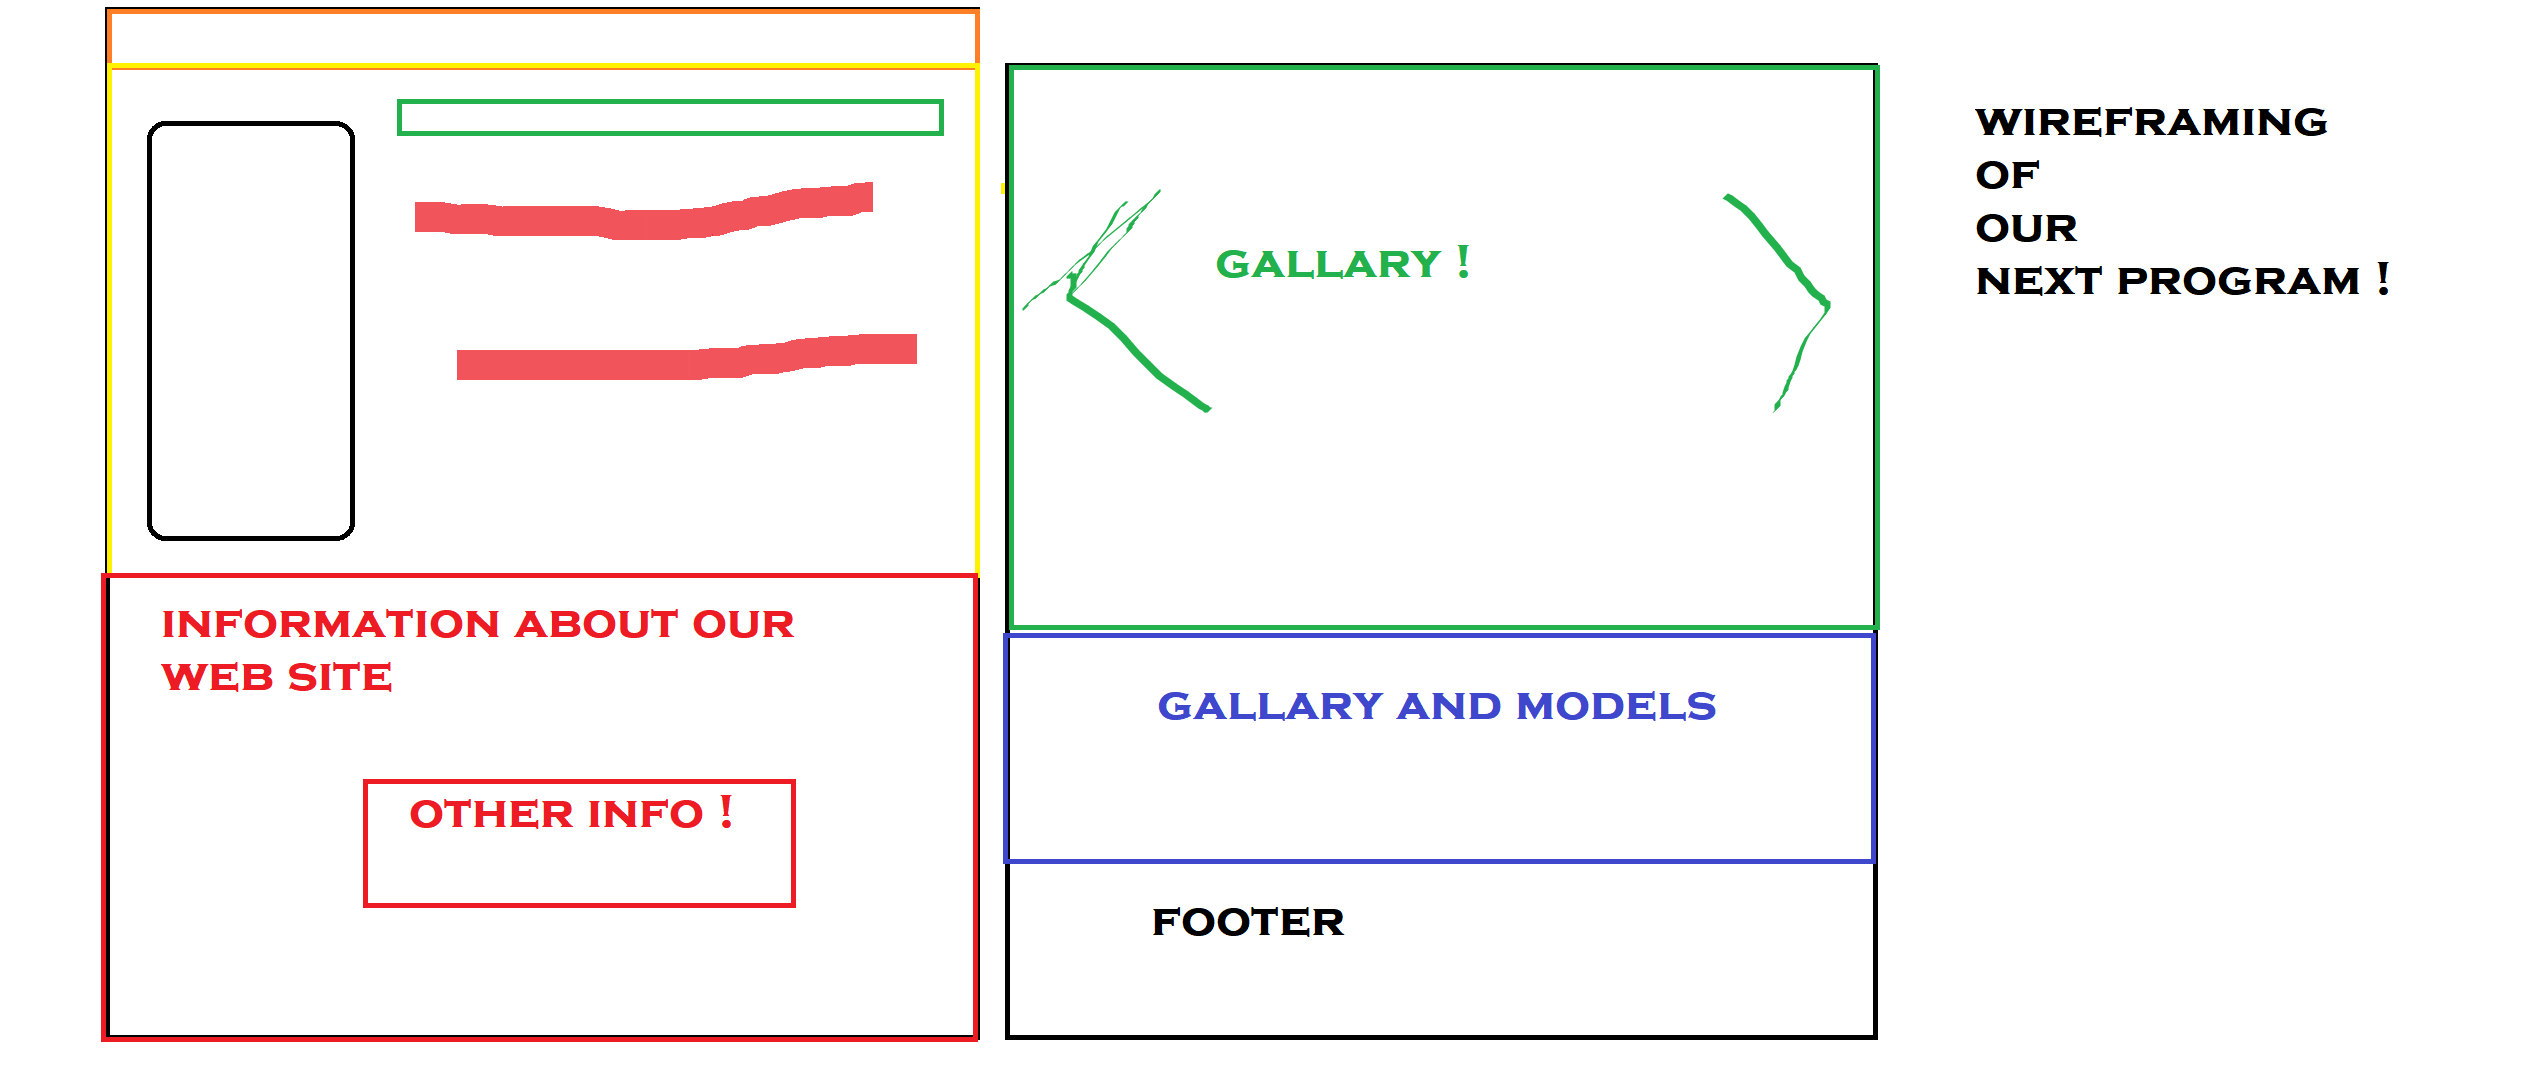 INFORMATION ABOUT OUR
WEB SITE
OTHER INFO !
GALLARY !
GALLARY AND MODELS
FOOTER
WIREFRAMING
OF
OUR
NEXT PROGRAM !